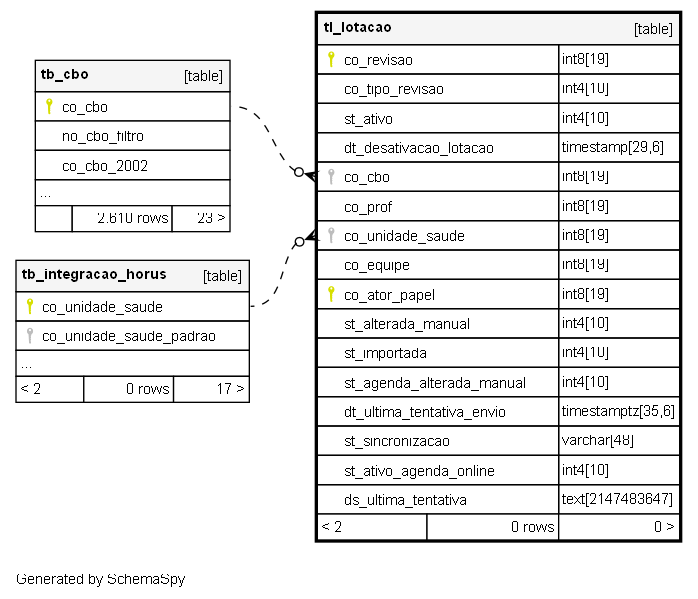 tb_cbo [table]
co_cbo
no_cbo_filtro
co_cbo_2002
...
2.610 rows 23 >
tb_integracao_horus [table]
co_unidade_saude
co_unidade_saude_padrao
...
< 2 0 rows 17 >
tl_lotacao [table]
co_revisao int8[19]
co_tipo_revisao int4[10]
st_ativo int4[10]
dt_desativacao_lotacao timestamp[29,6]
co_cbo int8[19]
co_prof int8[19]
co_unidade_saude int8[19]
co_equipe int8[19]
co_ator_papel int8[19]
st_alterada_manual int4[10]
st_importada int4[10]
st_agenda_alterada_manual int4[10]
dt_ultima_tentativa_envio timestamptz[35,6]
st_sincronizacao varchar[48]
st_ativo_agenda_online int4[10]
ds_ultima_tentativa text[2147483647]
< 2 0 rows 0 >
Generated by SchemaSpy